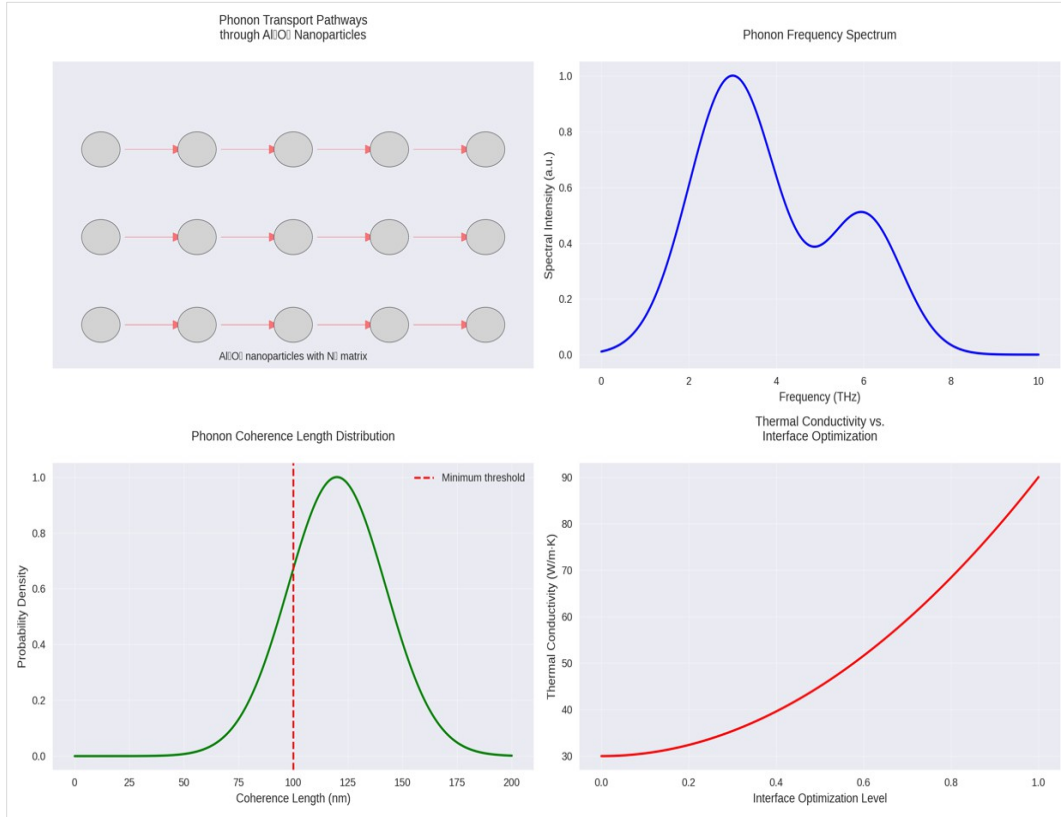 Phonon Transport Pathways
through Al▯O▯ Nanoparticles
Al▯O▯ nanoparticles with N▯ matrix
Phonon Frequency Spectrum
Spectral Intensity (a.u.)
1.0
0.8
0.6
0.4
0.2
0.0
0 2 4 6 8 10
Frequency (THz)
Phonon Coherence Length Distribution
Minimum threshold
Probability Density
1.0
0.8
0.6
0.4
0.2
0.0
0 25 50 75 100 125 150 175 200
Coherence Length (nm)
Thermal Conductivity vs.
Interface Optimization
Thermal Conductivity (W/m·K)
90
80
70
60
50
40
30
0.0 0.2 0.4 0.6 0.8 1.0
Interface Optimization Level